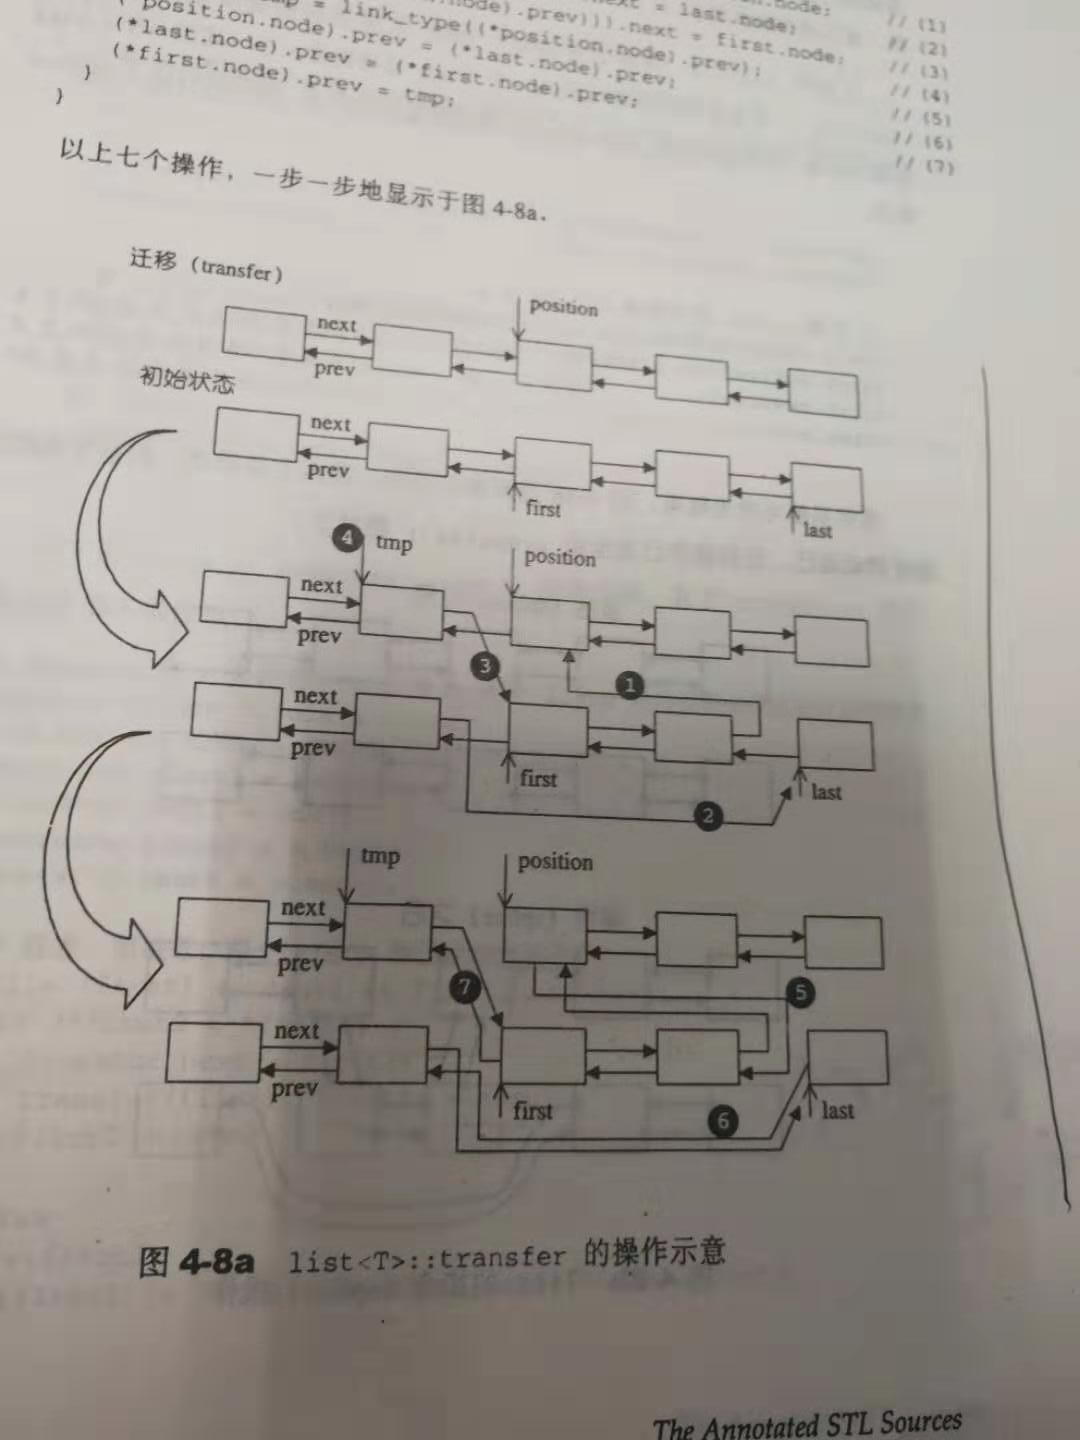 node;
// (1)
.prev))).next = last.node;
// (2)
= link_type((*position.node).prev))).next = first.node;
// (3)
position.node).prev = (*last.node).prev;
// (4)
(*last.node).prev = (*first.node).prev;
// (5)
(*first.node).prev = tmp;
// (6)
}
// (7)
}
以上七个操作，一步一步地显示于图 4-8a.
迁移（transfer）
position
next
prev
初始状态
next
prev
first
last
4 tmp
position
next
prev
3
1
next
prev
first
last
2
tmp
position
next
prev
7
5
next
prev
first
last
6
图 4-8a list<T>::transfer 的操作示意
The Annotated STL Sources